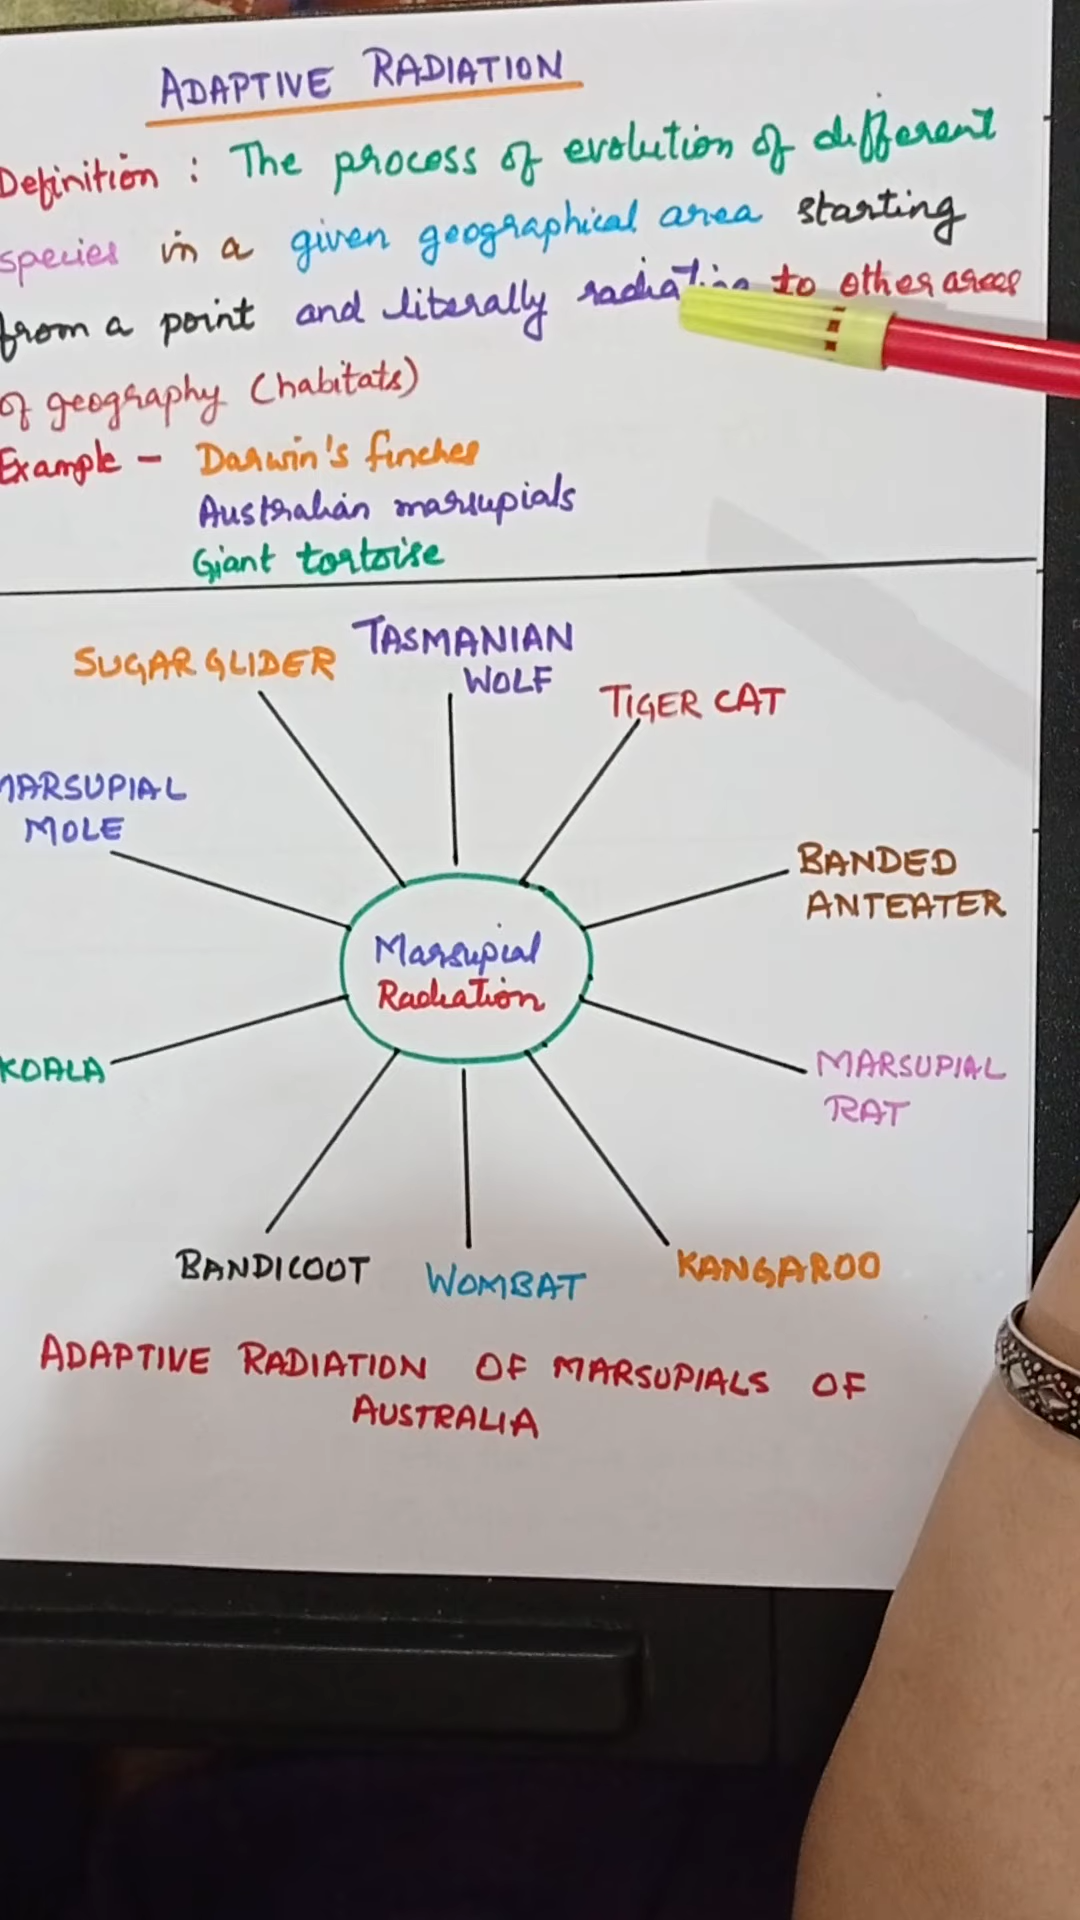 ADAPTIVE RADIATION
Definition : The process of evolution of different
species in a given geographical area starting
from a point and literally radiating to other areas
of geography (habitats)
Example - Darwin's finches
Australian marsupials
Giant tortoise
TASMANIAN
WOLF
SUGAR GLIDER
TIGER CAT
MARSUPIAL
MOLE
BANDED
ANTEATER
Marsupial
Radiation
KOALA
MARSUPIAL
RAT
BANDICOOT
WOMBAT
KANGAROO
ADAPTIVE RADIATION OF MARSUPIALS OF
AUSTRALIA